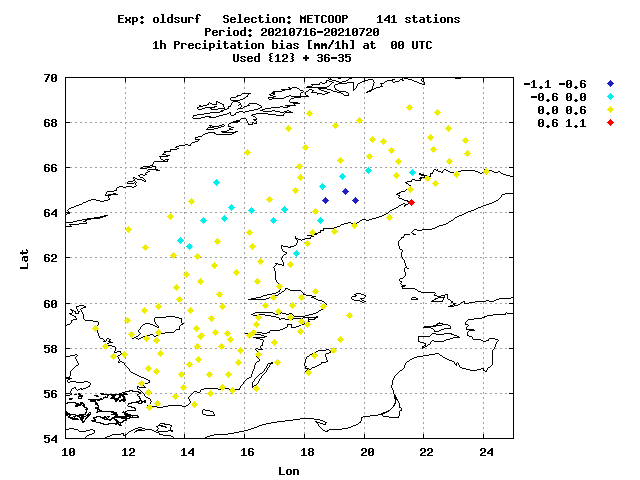 Exp: oldsurf   Selection: METCOOP    141 stations
Period: 20210716-20210720
1h Precipitation bias [mm/1h] at  00 UTC
Used {12} + 36-35
-1.1 -0.6
-0.6 0.0
0.0 0.6
0.6 1.1
70
68
66
64
62
60
58
56
54
Lat
10 12 14 16 18 20 22 24
Lon